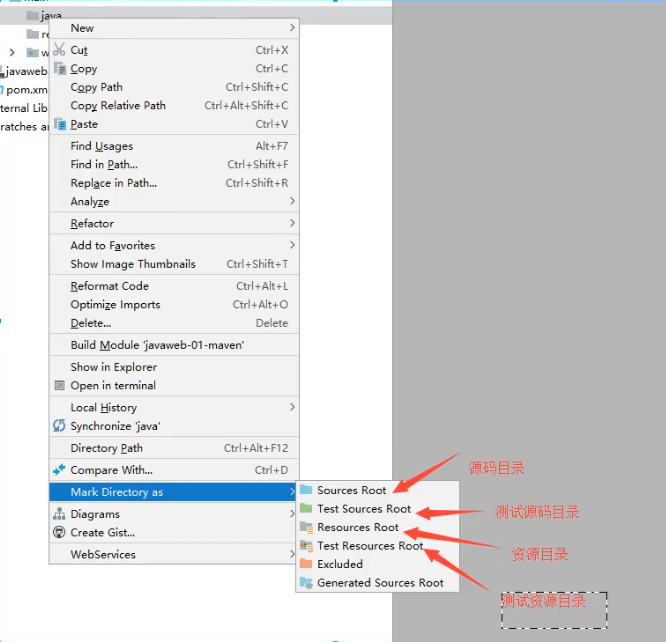 main
java
re
w
javaweb
pom.xm
ternal Lib
ratches an
New
Cut Ctrl+X
Copy Ctrl+C
Copy Path Ctrl+Shift+C
Copy Relative Path Ctrl+Alt+Shift+C
Paste Ctrl+V
Find Usages Alt+F7
Find in Path... Ctrl+Shift+F
Replace in Path... Ctrl+Shift+R
Analyze
Refactor
Add to Favorites
Show Image Thumbnails Ctrl+Shift+T
Reformat Code Ctrl+Alt+L
Optimize Imports Ctrl+Alt+O
Delete... Delete
Build Module 'javaweb-01-maven'
Show in Explorer
Open in terminal
Local History
Synchronize 'java'
Directory Path Ctrl+Alt+F12
Compare With... Ctrl+D
Mark Directory as
Diagrams
Create Gist...
WebServices
Sources Root
Test Sources Root
Resources Root
Test Resources Root
Excluded
Generated Sources Root
源码目录
测试源码目录
资源目录
测试资源目录